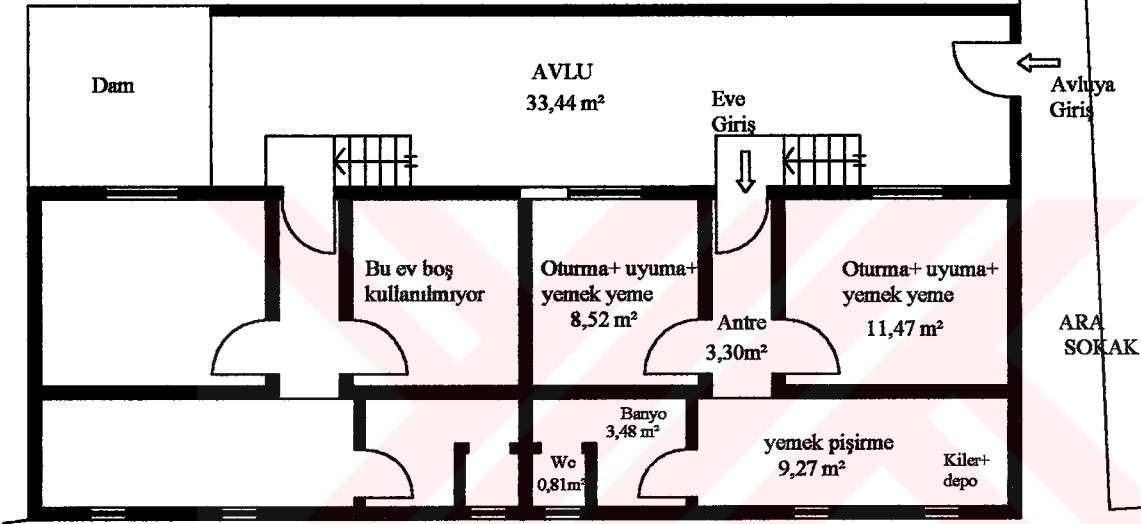 Dam
AVLU
33,44 m²
Eve
Giriş
Avluya
Giriş
Bu ev boş
kullanılmıyor
Oturma+ uyuma+
yemek yeme
8,52 m²
Antre
3,30m²
Oturma+ uyuma+
yemek yeme
11,47 m²
ARA
SOKAK
Banyo
3,48 m²
Wc
0,81m²
yemek pişirme
9,27 m²
Kiler+
depo